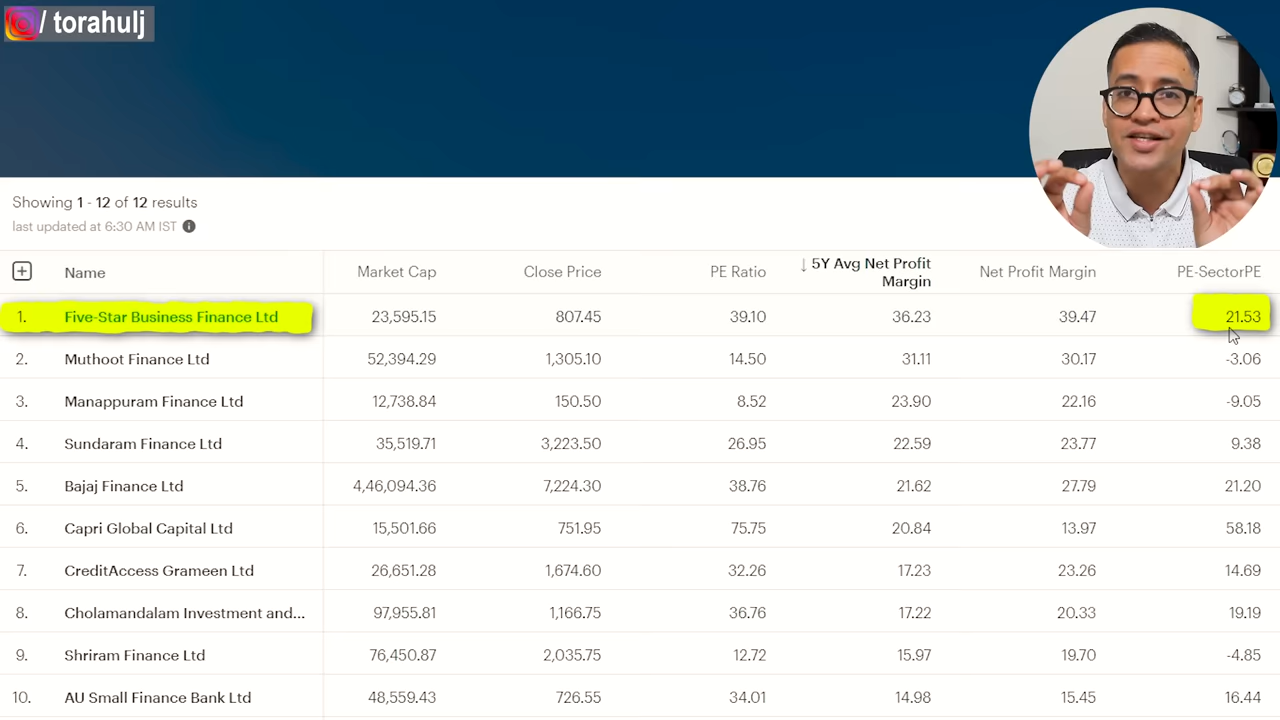 / torahulj
Showing 1 - 12 of 12 results
last updated at 6:30 AM IST
Name Market Cap Close Price PE Ratio ↓ 5Y Avg Net Profit Margin Net Profit Margin PE-SectorPE
1. Five-Star Business Finance Ltd 23,595.15 807.45 39.10 36.23 39.47 21.53
2. Muthoot Finance Ltd 52,394.29 1,305.10 14.50 31.11 30.17 -3.06
3. Manappuram Finance Ltd 12,738.84 150.50 8.52 23.90 22.16 -9.05
4. Sundaram Finance Ltd 35,519.71 3,223.50 26.95 22.59 23.77 9.38
5. Bajaj Finance Ltd 4,46,094.36 7,224.30 38.76 21.62 27.79 21.20
6. Capri Global Capital Ltd 15,501.66 751.95 75.75 20.84 13.97 58.18
7. CreditAccess Grameen Ltd 26,651.28 1,674.60 32.26 17.23 23.26 14.69
8. Cholamandalam Investment and... 97,955.81 1,166.75 36.76 17.22 20.33 19.19
9. Shriram Finance Ltd 76,450.87 2,035.75 12.72 15.97 19.70 -4.85
10. AU Small Finance Bank Ltd 48,559.43 726.55 34.01 14.98 15.45 16.44